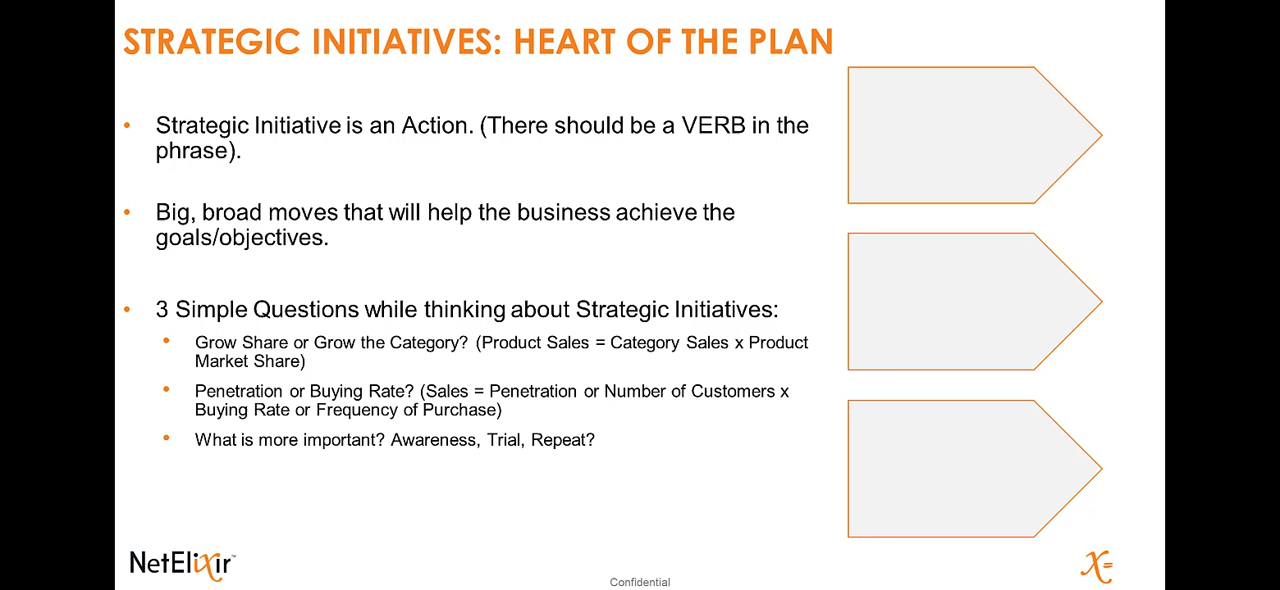 STRATEGIC INITIATIVES: HEART OF THE PLAN
• Strategic Initiative is an Action. (There should be a VERB in the
phrase).
• Big, broad moves that will help the business achieve the
goals/objectives.
• 3 Simple Questions while thinking about Strategic Initiatives:
• Grow Share or Grow the Category? (Product Sales = Category Sales x Product
Market Share)
• Penetration or Buying Rate? (Sales = Penetration or Number of Customers x
Buying Rate or Frequency of Purchase)
• What is more important? Awareness, Trial, Repeat?
NetElixir™
Confidential
X=